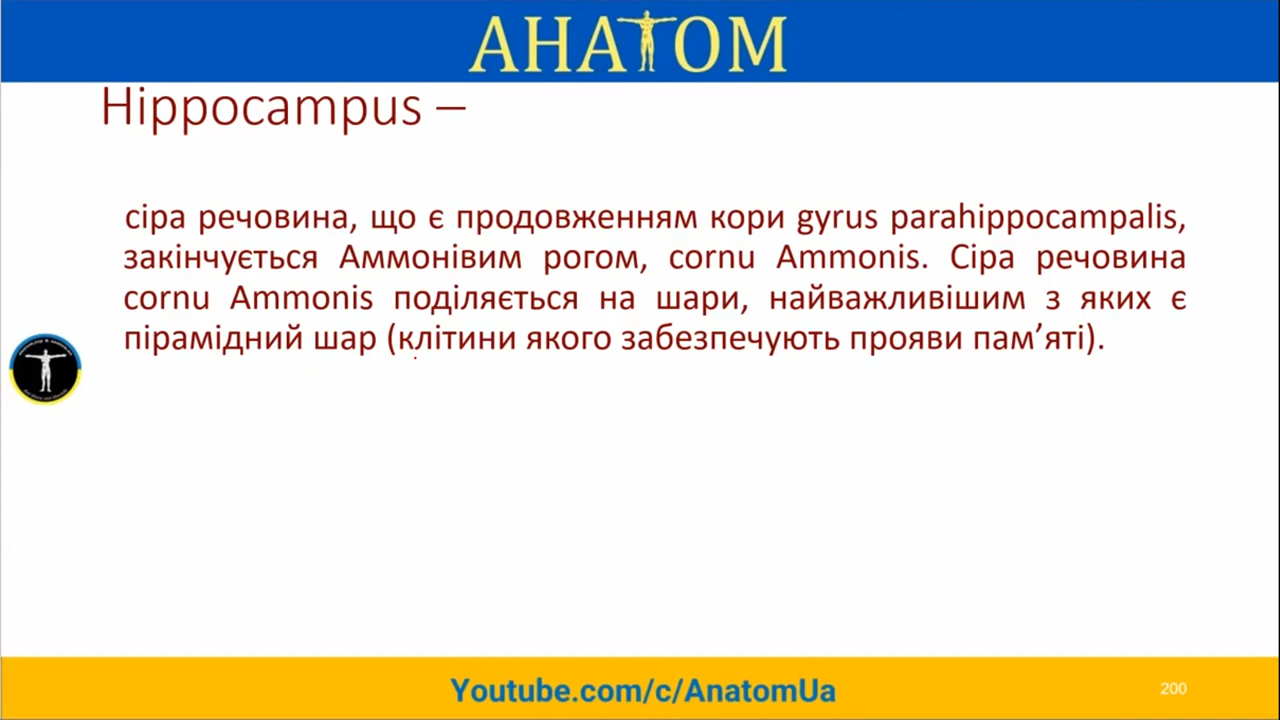 АНАТОМ
Hippocampus –
сіра речовина, що є продовженням кори gyrus parahippocampalis,
закінчується Аммонівим рогом, cornu Ammonis. Сіра речовина
cornu Ammonis поділяється на шари, найважливішим з яких є
пірамідний шар (клітини якого забезпечують прояви пам’яті).
Youtube.com/c/AnatomUa
200